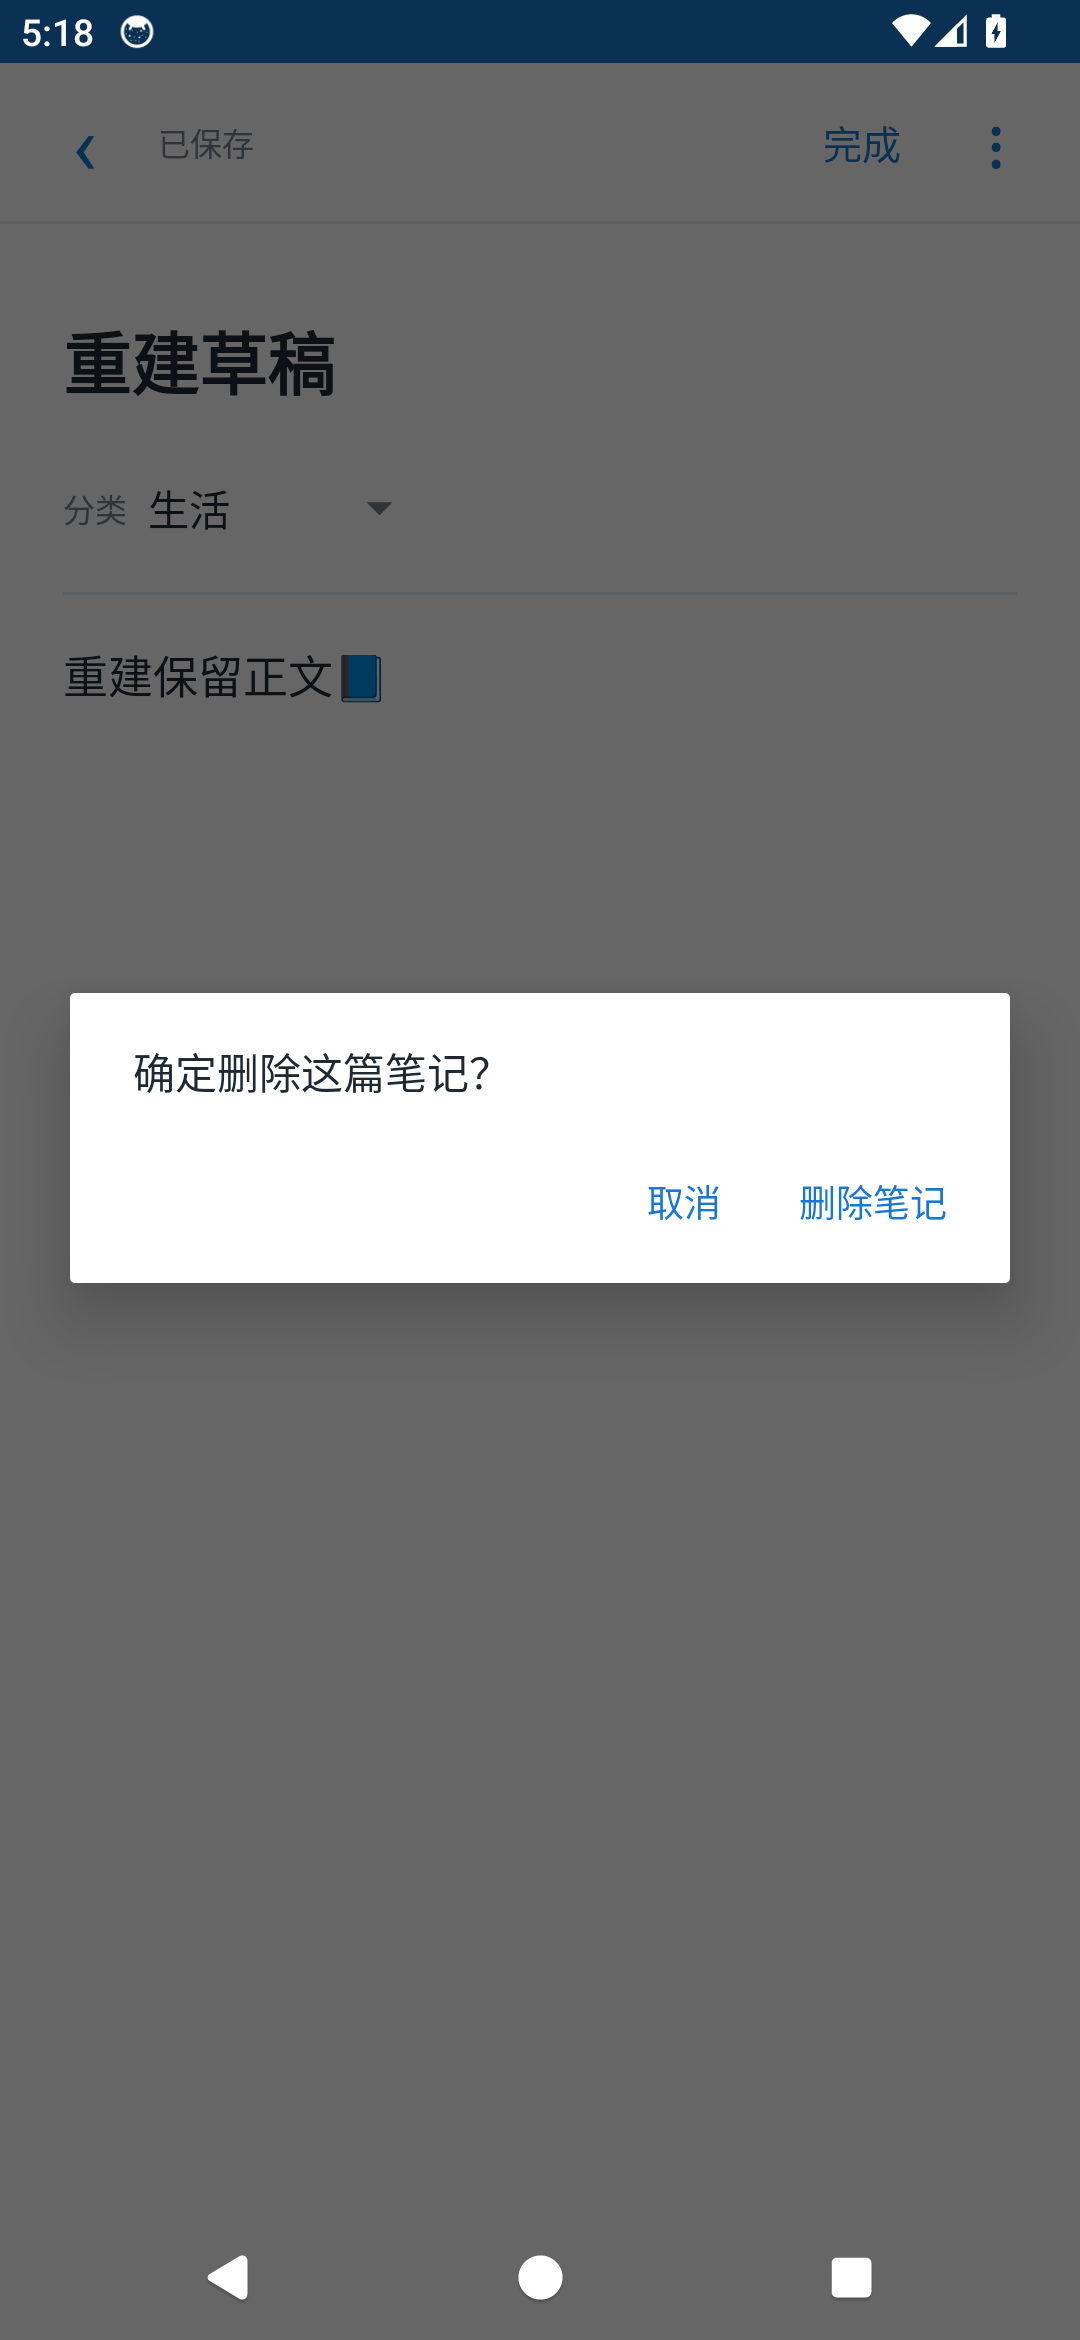 5:18
已保存
完成
重建草稿
分类 生活
重建保留正文📘
确定删除这篇笔记？
取消 删除笔记